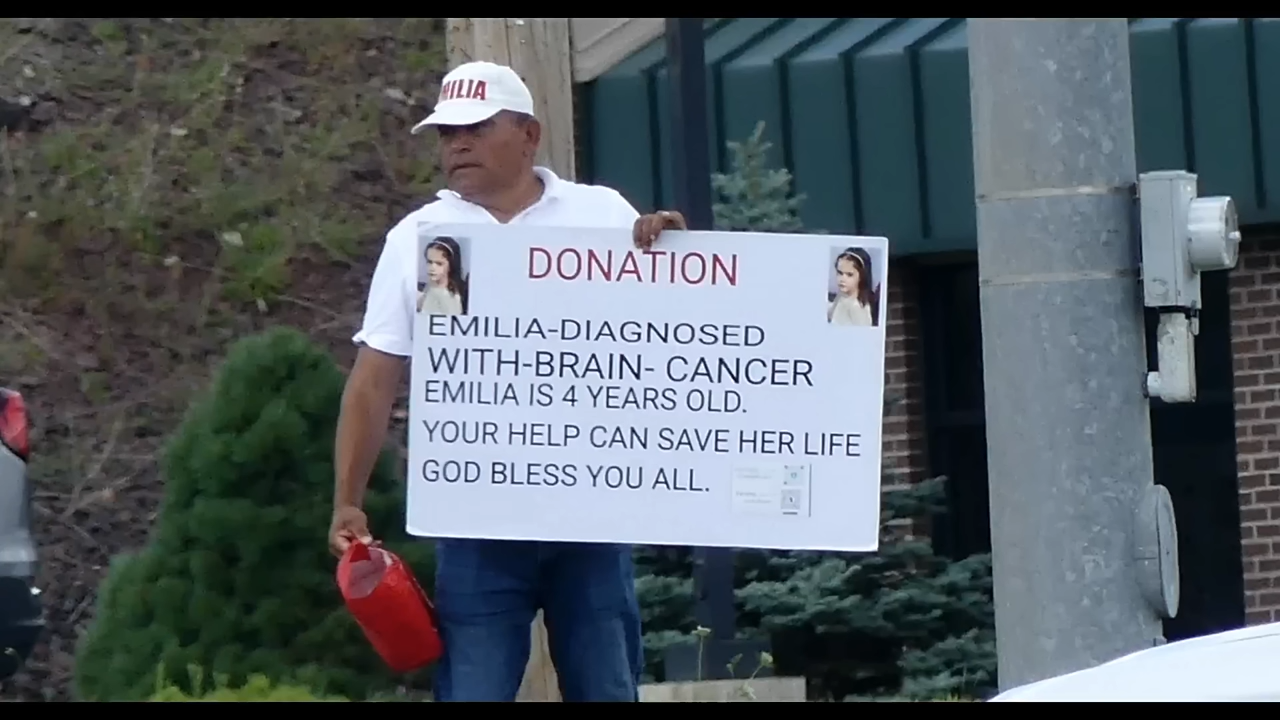 DONATION
EMILIA-DIAGNOSED
WITH-BRAIN- CANCER
EMILIA IS 4 YEARS OLD.
YOUR HELP CAN SAVE HER LIFE
GOD BLESS YOU ALL.